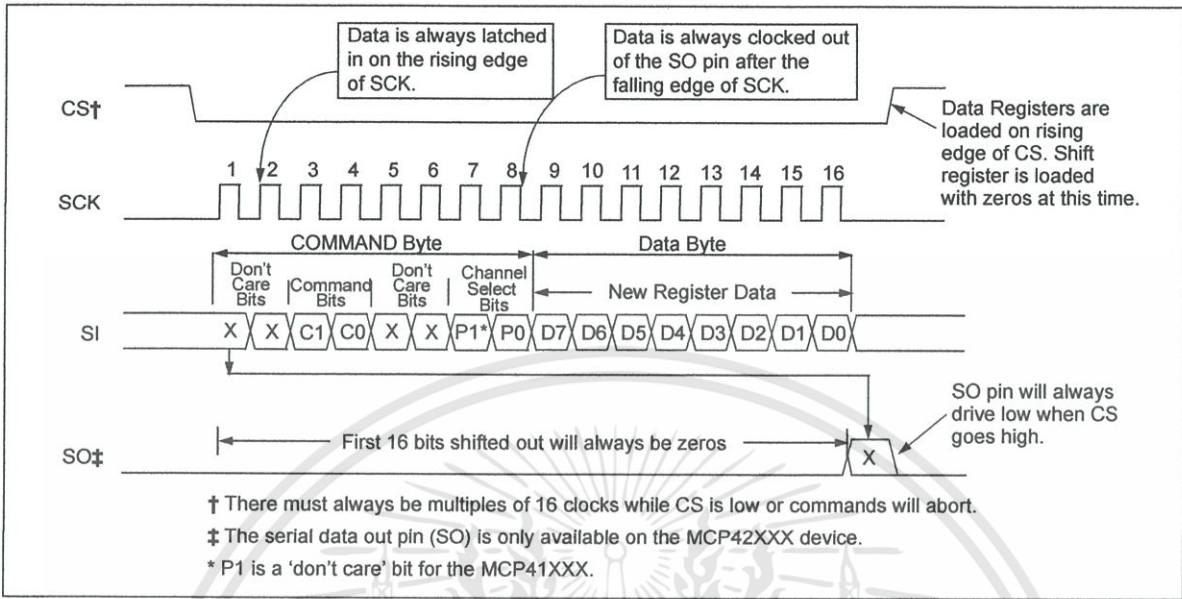 Data is always latched
in on the rising edge
of SCK.
Data is always clocked out
of the SO pin after the
falling edge of SCK.
CS†
Data Registers are
loaded on rising
edge of CS. Shift
register is loaded
with zeros at this time.
1 2 3 4 5 6 7 8 9 10 11 12 13 14 15 16
SCK
COMMAND Byte
Data Byte
Don't
Care
Bits
Command
Bits
Don't
Care
Bits
Channel
Select
Bits
New Register Data
SI
X X C1 C0 X X P1* P0 D7 D6 D5 D4 D3 D2 D1 D0
SO pin will always
drive low when CS
goes high.
First 16 bits shifted out will always be zeros
X
SO‡
† There must always be multiples of 16 clocks while CS is low or commands will abort.
‡ The serial data out pin (SO) is only available on the MCP42XXX device.
* P1 is a 'don't care' bit for the MCP41XXX.